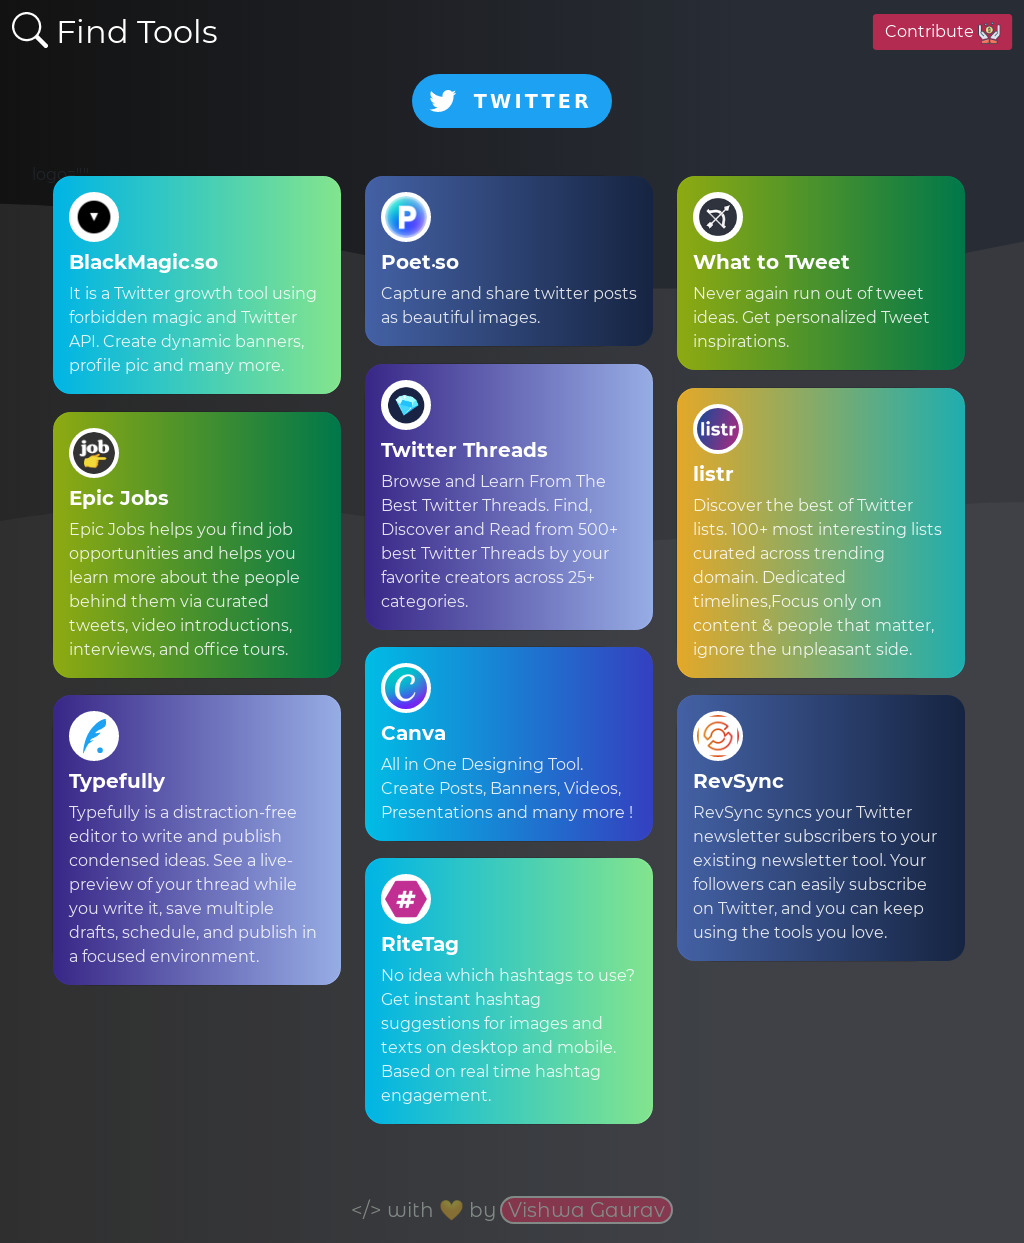 Find Tools
Contribute
TWITTER
BlackMagic.so
It is a Twitter growth tool using
forbidden magic and Twitter
API. Create dynamic banners,
profile pic and many more.
job
Epic Jobs
Epic Jobs helps you find job
opportunities and helps you
learn more about the people
behind them via curated
tweets, video introductions,
interviews, and office tours.
Typefully
Typefully is a distraction-free
editor to write and publish
condensed ideas. See a live-
preview of your thread while
you write it, save multiple
drafts, schedule, and publish in
a focused environment.
P
Poet.so
Capture and share twitter posts
as beautiful images.
Twitter Threads
Browse and Learn From The
Best Twitter Threads. Find,
Discover and Read from 500+
best Twitter Threads by your
favorite creators across 25+
categories.
C
Canva
All in One Designing Tool.
Create Posts, Banners, Videos,
Presentations and many more !
#
RiteTag
No idea which hashtags to use?
Get instant hashtag
suggestions for images and
texts on desktop and mobile.
Based on real time hashtag
engagement.
What to Tweet
Never again run out of tweet
ideas. Get personalized Tweet
inspirations.
listr
listr
Discover the best of Twitter
lists. 100+ most interesting lists
curated across trending
domain. Dedicated
timelines,Focus only on
content & people that matter,
ignore the unpleasant side.
RevSync
RevSync syncs your Twitter
newsletter subscribers to your
existing newsletter tool. Your
followers can easily subscribe
on Twitter, and you can keep
using the tools you love.
</> with 💛 by Vishwa Gaurav